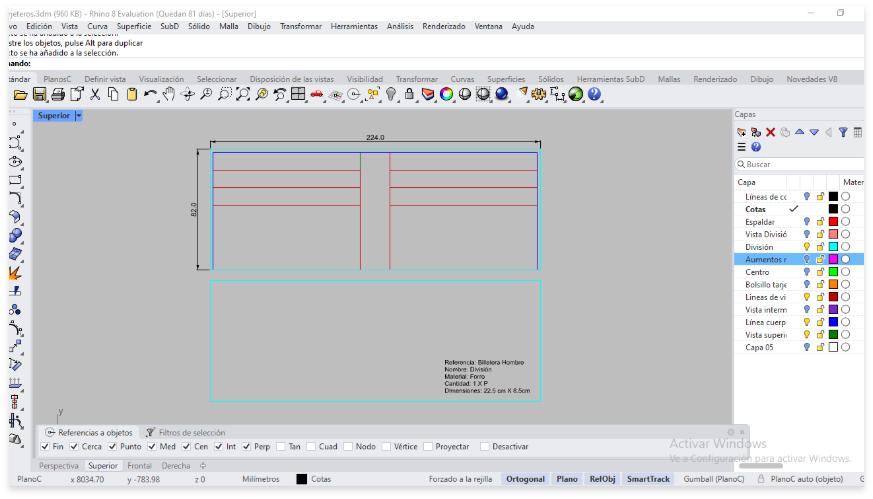 rjeteros.3dm (960 KB) - Rhino 8 Evaluation (Quedan 81 días) - [Superior]
vo Edición Vista Curva Superficie SubD Sólido Malla Dibujo Transformar Herramientas Análisis Renderizado Ventana Ayuda
cto se ha añadido a la selección.
stre los objetos, pulse Alt para duplicar
cto se ha añadido a la selección.
nando:
tándar PlanosC Definir vista Visualización Seleccionar Disposición de las vistas Visibilidad Transformar Curvas Superficies Sólidos Herramientas SubD Mallas Renderizado Dibujo Novedades V8
Superior
Capas
Buscar
Capa Mater
Líneas de cc
Cotas
Espaldar
Vista Divisió
División
Aumentos r
Centro
Bolsillo tarje
Lineas de vi
Vista interm
Línea cuerp
Vista superi
Capa 05
224.0
82.0
Referencia: Billetera Hombre
Nombre: División
Material: Forro
Cantidad: 1 X P
Dimensiones: 22.5 cm X 8.5cm
y
Referencias a objetos Filtros de selección
Fin Cerca Punto Med Cen Int Perp Tan Cuad Nodo Vértice Proyectar Desactivar
Activar Windows
Ve a Configuración para activar Windows.
Perspectiva Superior Frontal Derecha
PlanoC x 8034.70 y -783.98 z 0 Milímetros Cotas Forzado a la rejilla Ortogonal Plano RefObj SmartTrack Gumball (PlanoC) PlanoC auto (objeto)